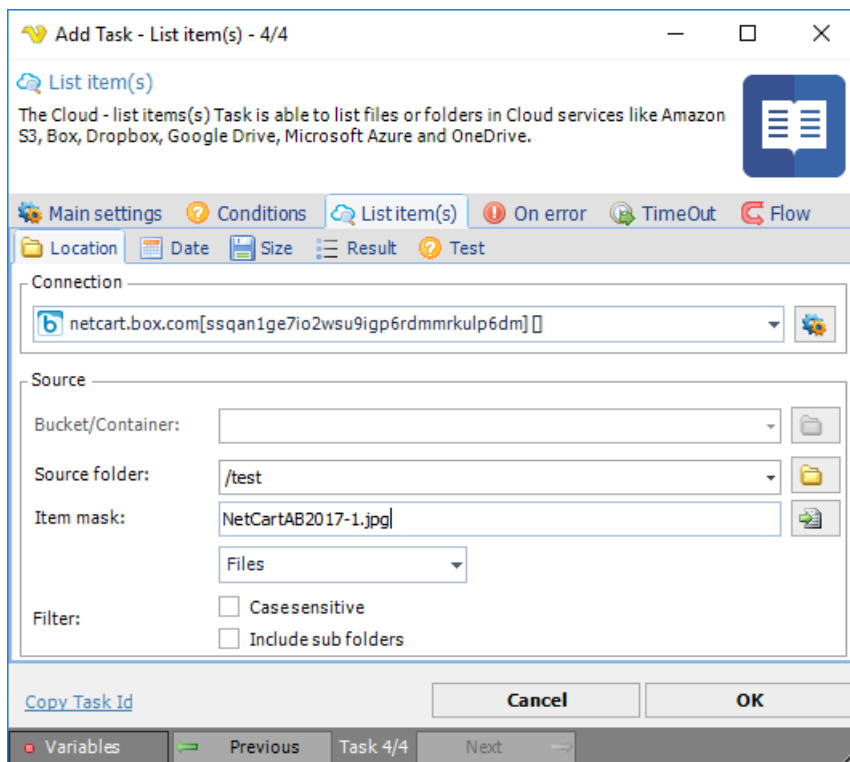 Add Task - List item(s) - 4/4
List item(s)
The Cloud - list items(s) Task is able to list files or folders in Cloud services like Amazon
S3, Box, Dropbox, Google Drive, Microsoft Azure and OneDrive.
Main settings Conditions List item(s) On error TimeOut Flow
Location Date Size Result Test
Connection
b netcart.box.com[ssqan1ge7io2wsu9igp6rdmmrkulp6dm] []
Source
Bucket/Container:
Source folder: /test
Item mask: NetCartAB2017-1.jpg
Files
Filter: Case sensitive
Include sub folders
Copy Task Id Cancel OK
Variables Previous Task 4/4 Next